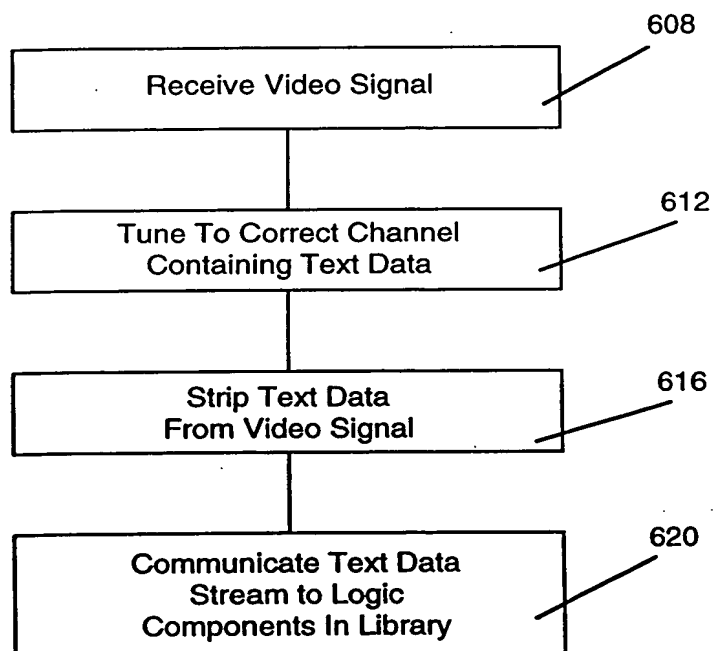 608
Receive Video Signal
612
Tune To Correct Channel
Containing Text Data
616
Strip Text Data
From Video Signal
620
Communicate Text Data
Stream to Logic
Components In Library